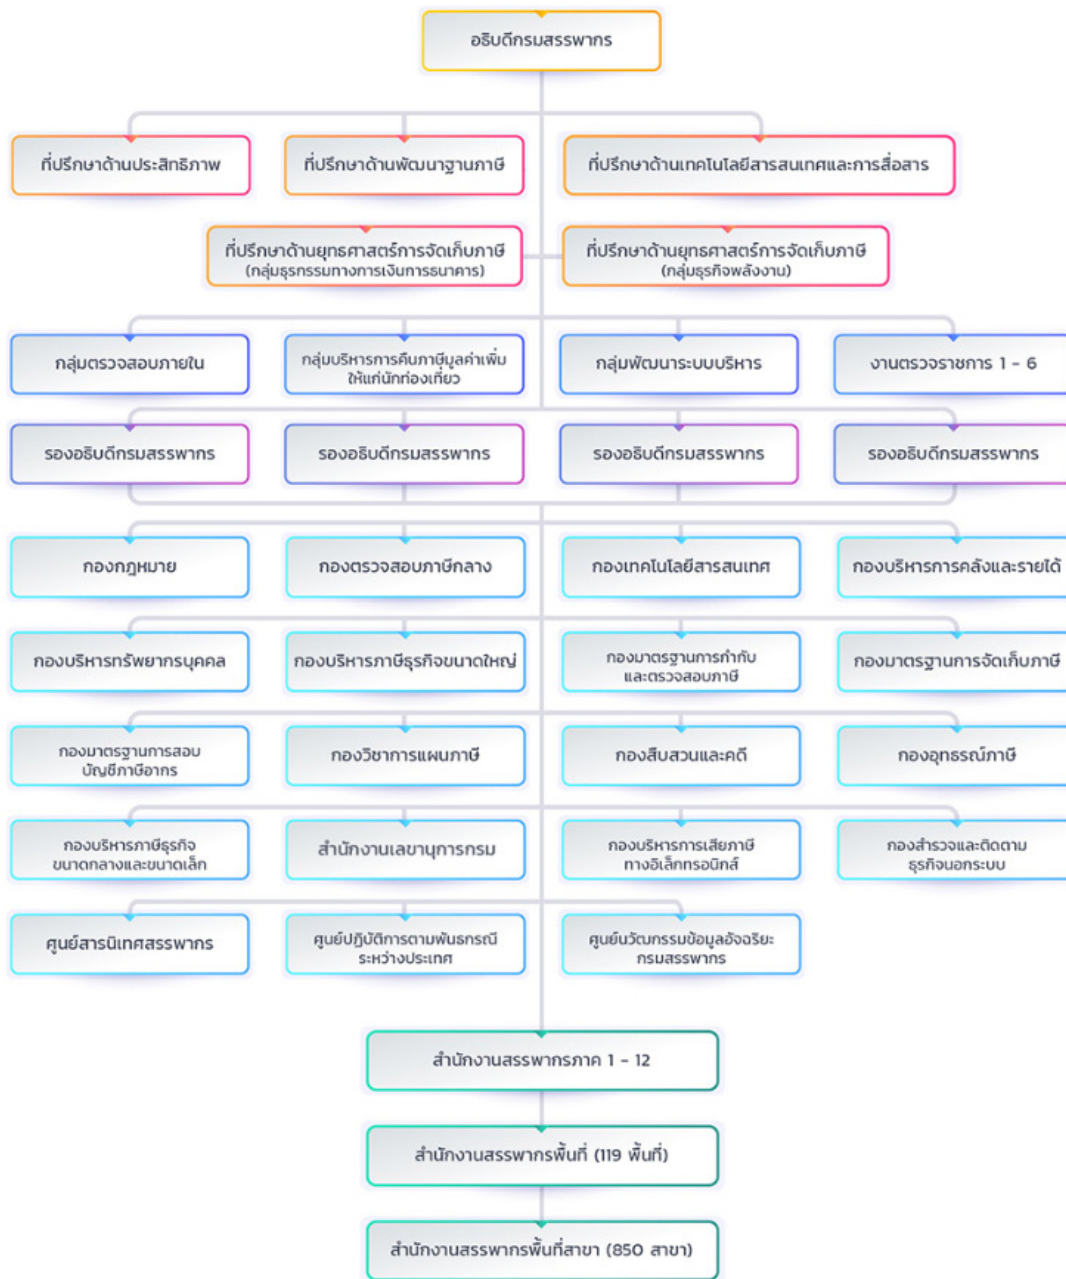 อธิบดีกรมสรรพากร
ที่ปรึกษาด้านประสิทธิภาพ
ที่ปรึกษาด้านพัฒนาฐานภาษี
ที่ปรึกษาด้านเทคโนโลยีสารสนเทศและการสื่อสาร
ที่ปรึกษาด้านยุทธศาสตร์การจัดเก็บภาษี
(กลุ่มธุรกรรมทางการเงินการธนาคาร)
ที่ปรึกษาด้านยุทธศาสตร์การจัดเก็บภาษี
(กลุ่มธุรกิจพลังงาน)
กลุ่มตรวจสอบภายใน
กลุ่มบริหารการคืนภาษีมูลค่าเพิ่ม
ให้แก่นักท่องเที่ยว
กลุ่มพัฒนาระบบบริหาร
งานตรวจราชการ 1 - 6
รองอธิบดีกรมสรรพากร
รองอธิบดีกรมสรรพากร
รองอธิบดีกรมสรรพากร
รองอธิบดีกรมสรรพากร
กองกฎหมาย
กองตรวจสอบภาษีกลาง
กองเทคโนโลยีสารสนเทศ
กองบริหารการคลังและรายได้
กองบริหารทรัพยากรบุคคล
กองบริหารภาษีธุรกิจขนาดใหญ่
กองมาตรฐานการกำกับ
และตรวจสอบภาษี
กองมาตรฐานการจัดเก็บภาษี
กองมาตรฐานการสอบ
บัญชีภาษีอากร
กองวิชาการแผนภาษี
กองสืบสวนและคดี
กองอุทธรณ์ภาษี
กองบริหารภาษีธุรกิจ
ขนาดกลางและขนาดเล็ก
สำนักงานเลขานุการกรม
กองบริหารการเสียภาษี
ทางอิเล็กทรอนิกส์
กองสำรวจและติดตาม
ธุรกิจนอกระบบ
ศูนย์สารนิเทศสรรพากร
ศูนย์ปฏิบัติการตามพันธกรณี
ระหว่างประเทศ
ศูนย์นวัตกรรมข้อมูลอัจฉริยะ
กรมสรรพากร
สำนักงานสรรพากรภาค 1 - 12
สำนักงานสรรพากรพื้นที่ (119 พื้นที่)
สำนักงานสรรพากรพื้นที่สาขา (850 สาขา)